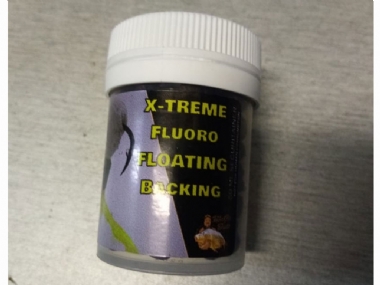 X-TREME
FLUORO
FLOATING
BACKING